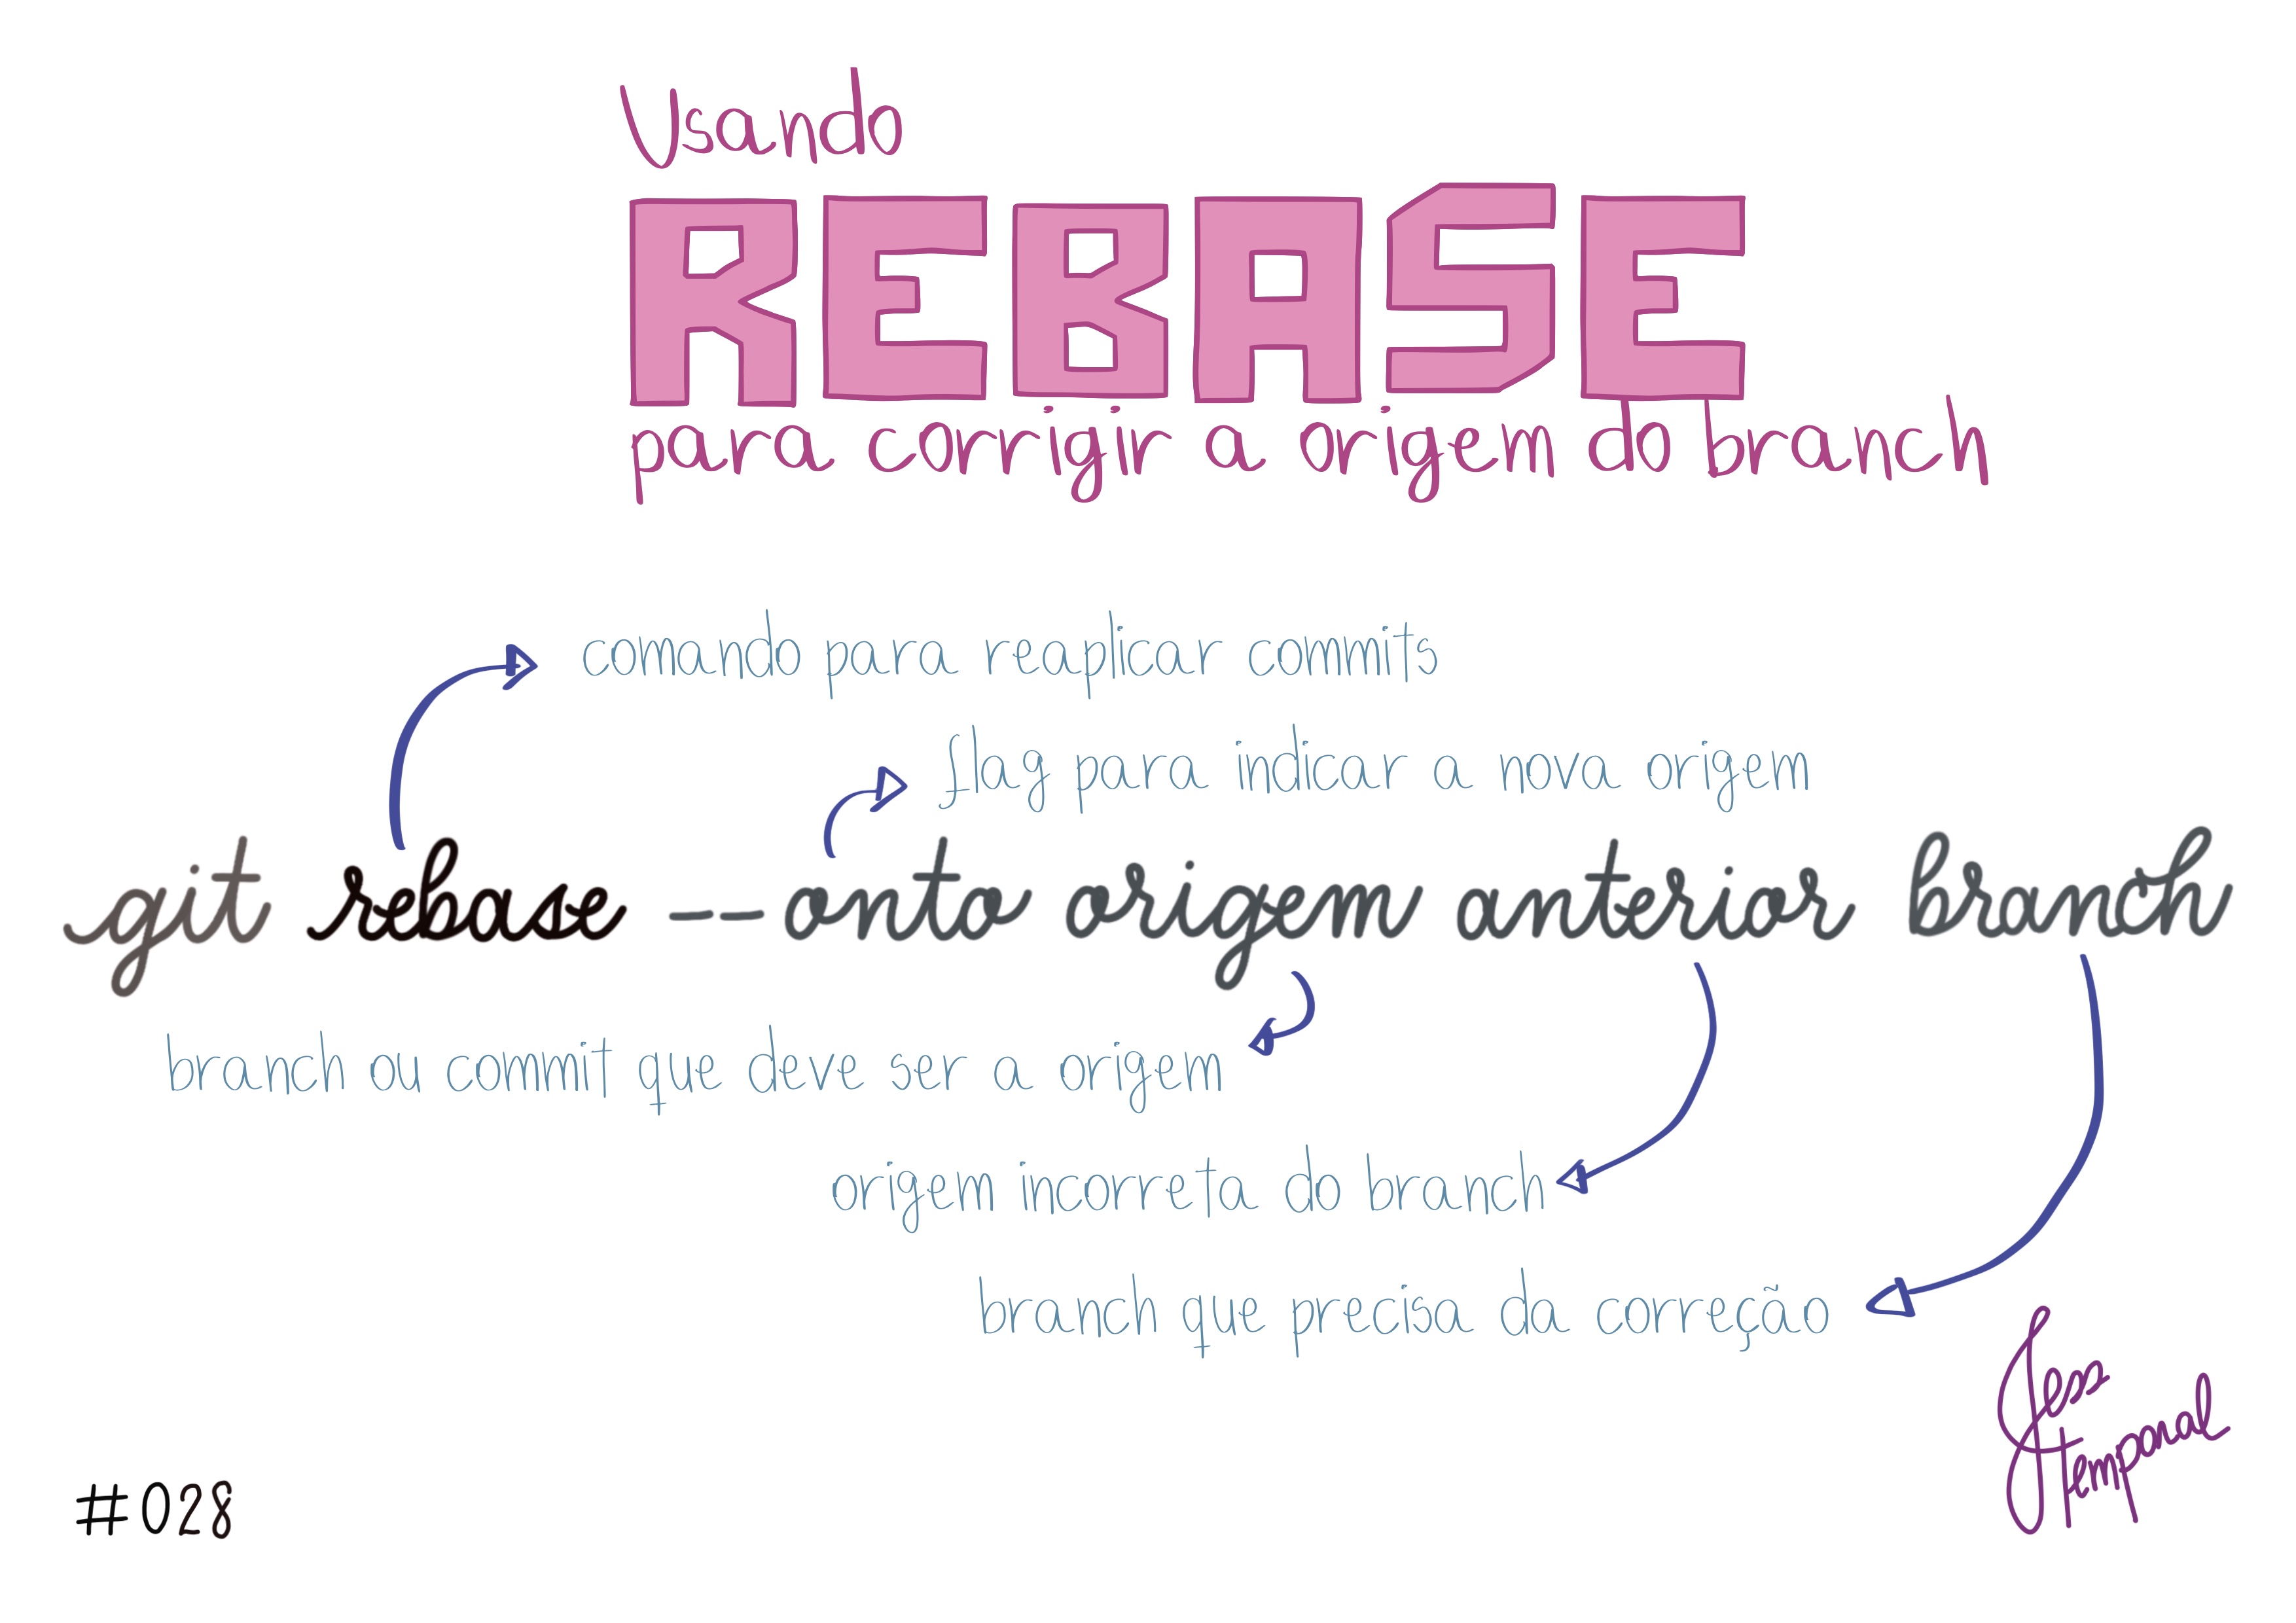 Usando
REBASE
para corrigir a origem do branch
comando para reaplicar commits
flag para indicar a nova origem
git rebase --onto origem anterior branch
branch ou commit que deve ser a origem
origem incorreta do branch
branch que precisa da correção
Jess
temporal
#028